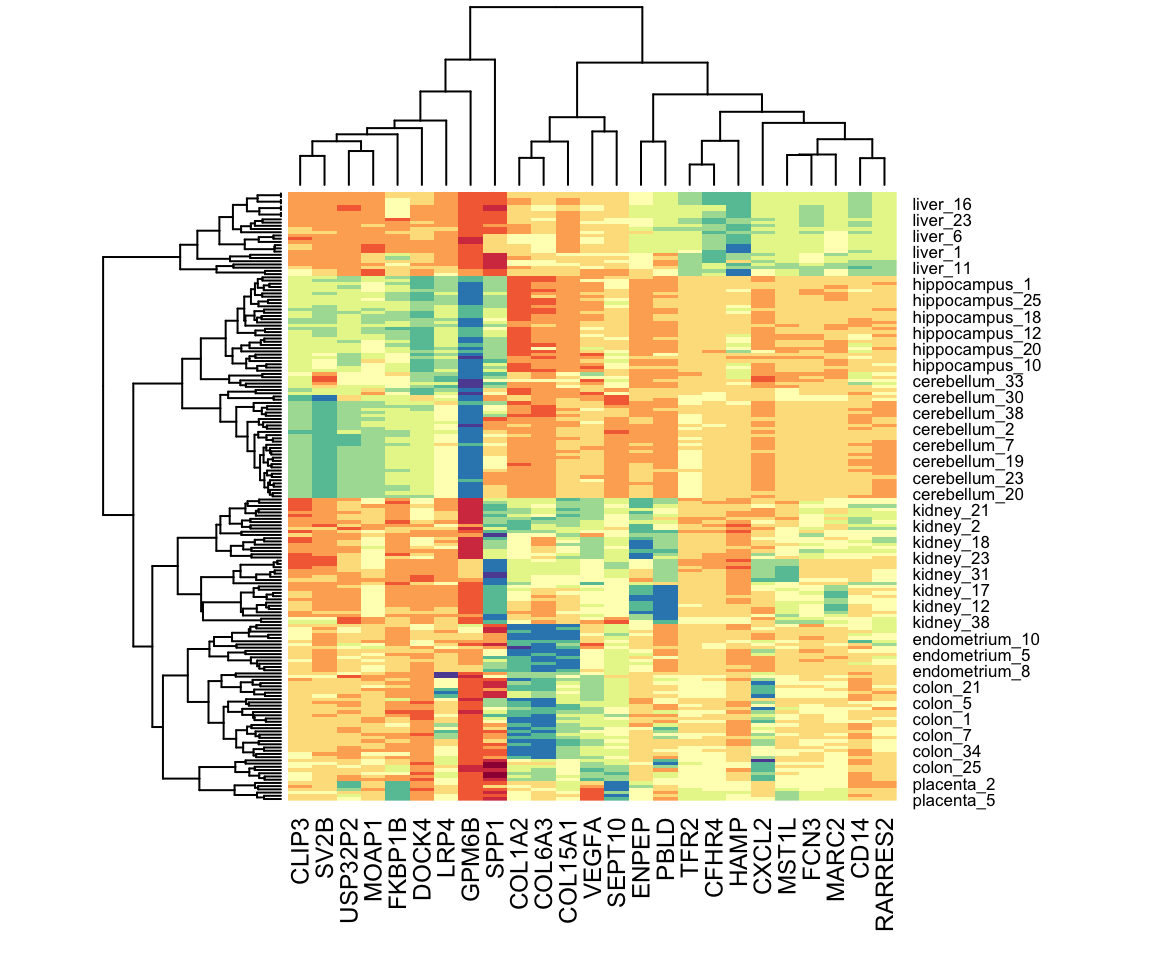 liver_16
liver_23
liver_6
liver_1
liver_11
hippocampus_1
hippocampus_25
hippocampus_18
hippocampus_12
hippocampus_20
hippocampus_10
cerebellum_33
cerebellum_30
cerebellum_38
cerebellum_2
cerebellum_7
cerebellum_19
cerebellum_23
cerebellum_20
kidney_21
kidney_2
kidney_18
kidney_23
kidney_31
kidney_17
kidney_12
kidney_38
endometrium_10
endometrium_5
endometrium_8
colon_21
colon_5
colon_1
colon_7
colon_34
colon_25
placenta_2
placenta_5
CLIP3
SV2B
USP32P2
MOAP1
FKBP1B
DOCK4
LRP4
GPM6B
SPP1
COL1A2
COL6A3
COL15A1
VEGFA
SEPT10
ENPEP
PBLD
TFR2
CFHR4
HAMP
CXCL2
MST1L
FCN3
MARC2
CD14
RARRES2